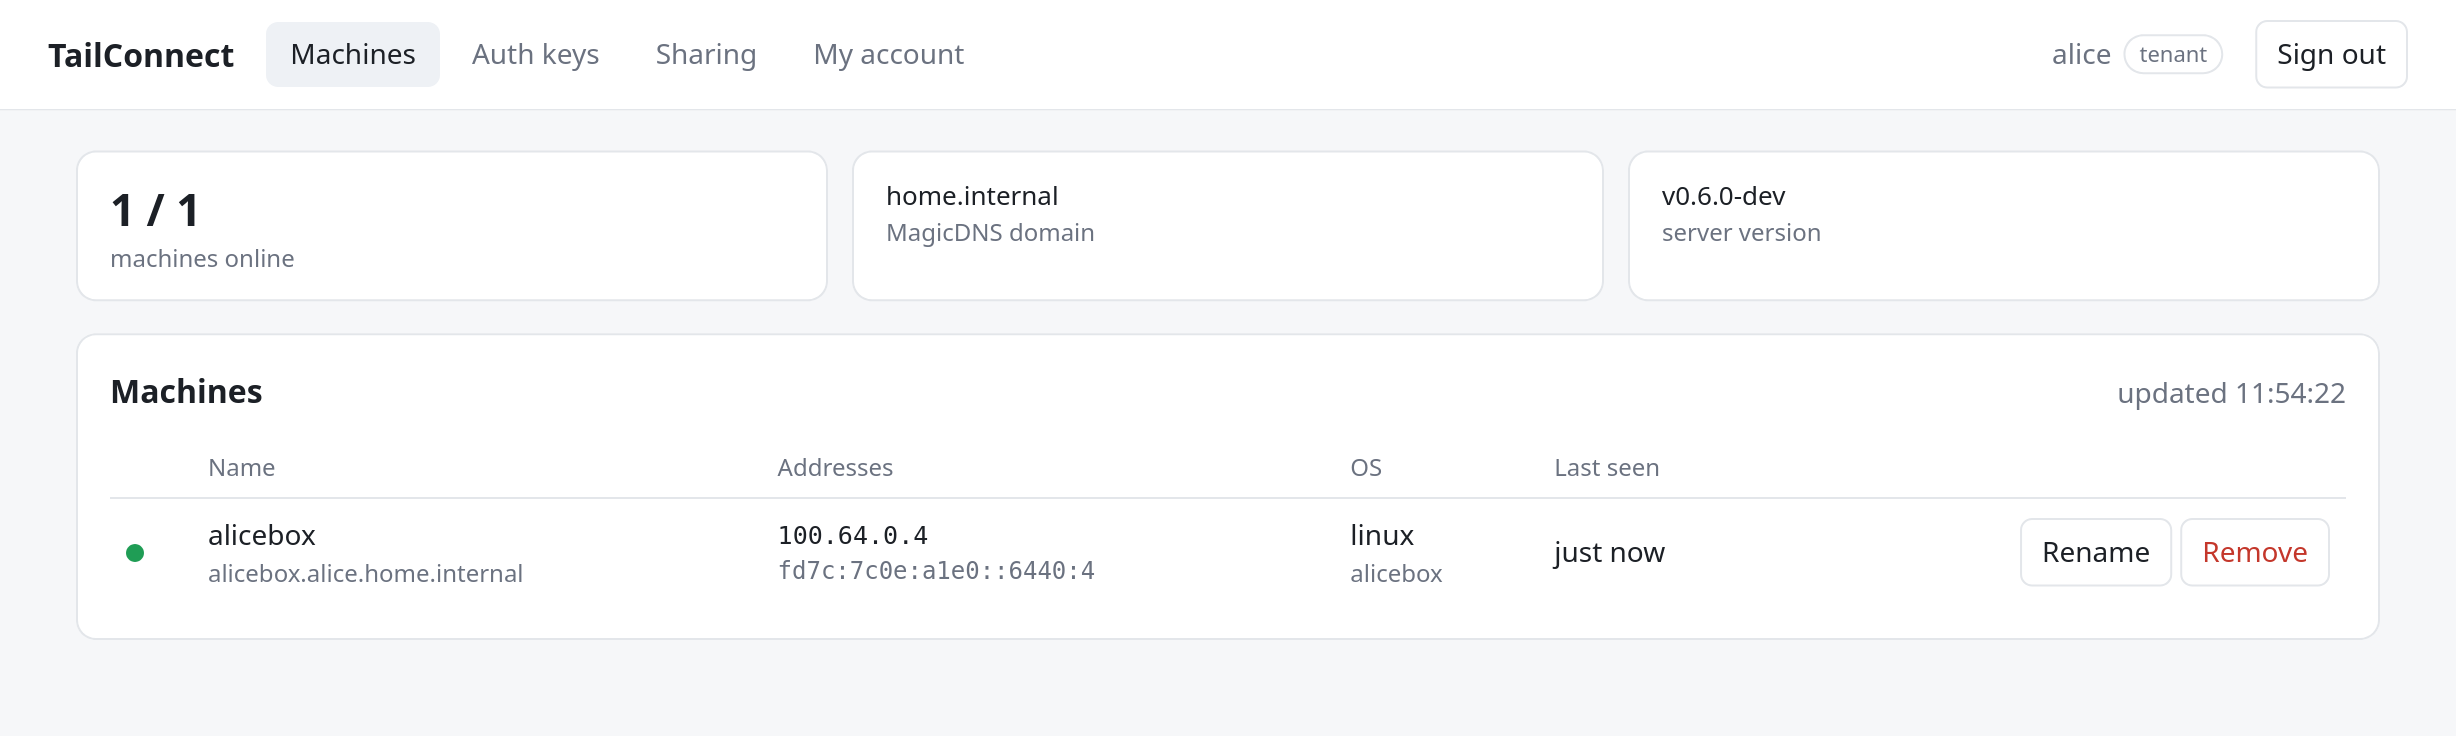 TailConnect Machines Auth keys Sharing My account alice tenant Sign out
1 / 1
machines online
home.internal
MagicDNS domain
v0.6.0-dev
server version
Machines updated 11:54:22
Name Addresses OS Last seen
alicebox 100.64.0.4 linux just now Rename Remove
alicebox.alice.home.internal fd7c:7c0e:a1e0::6440:4 alicebox